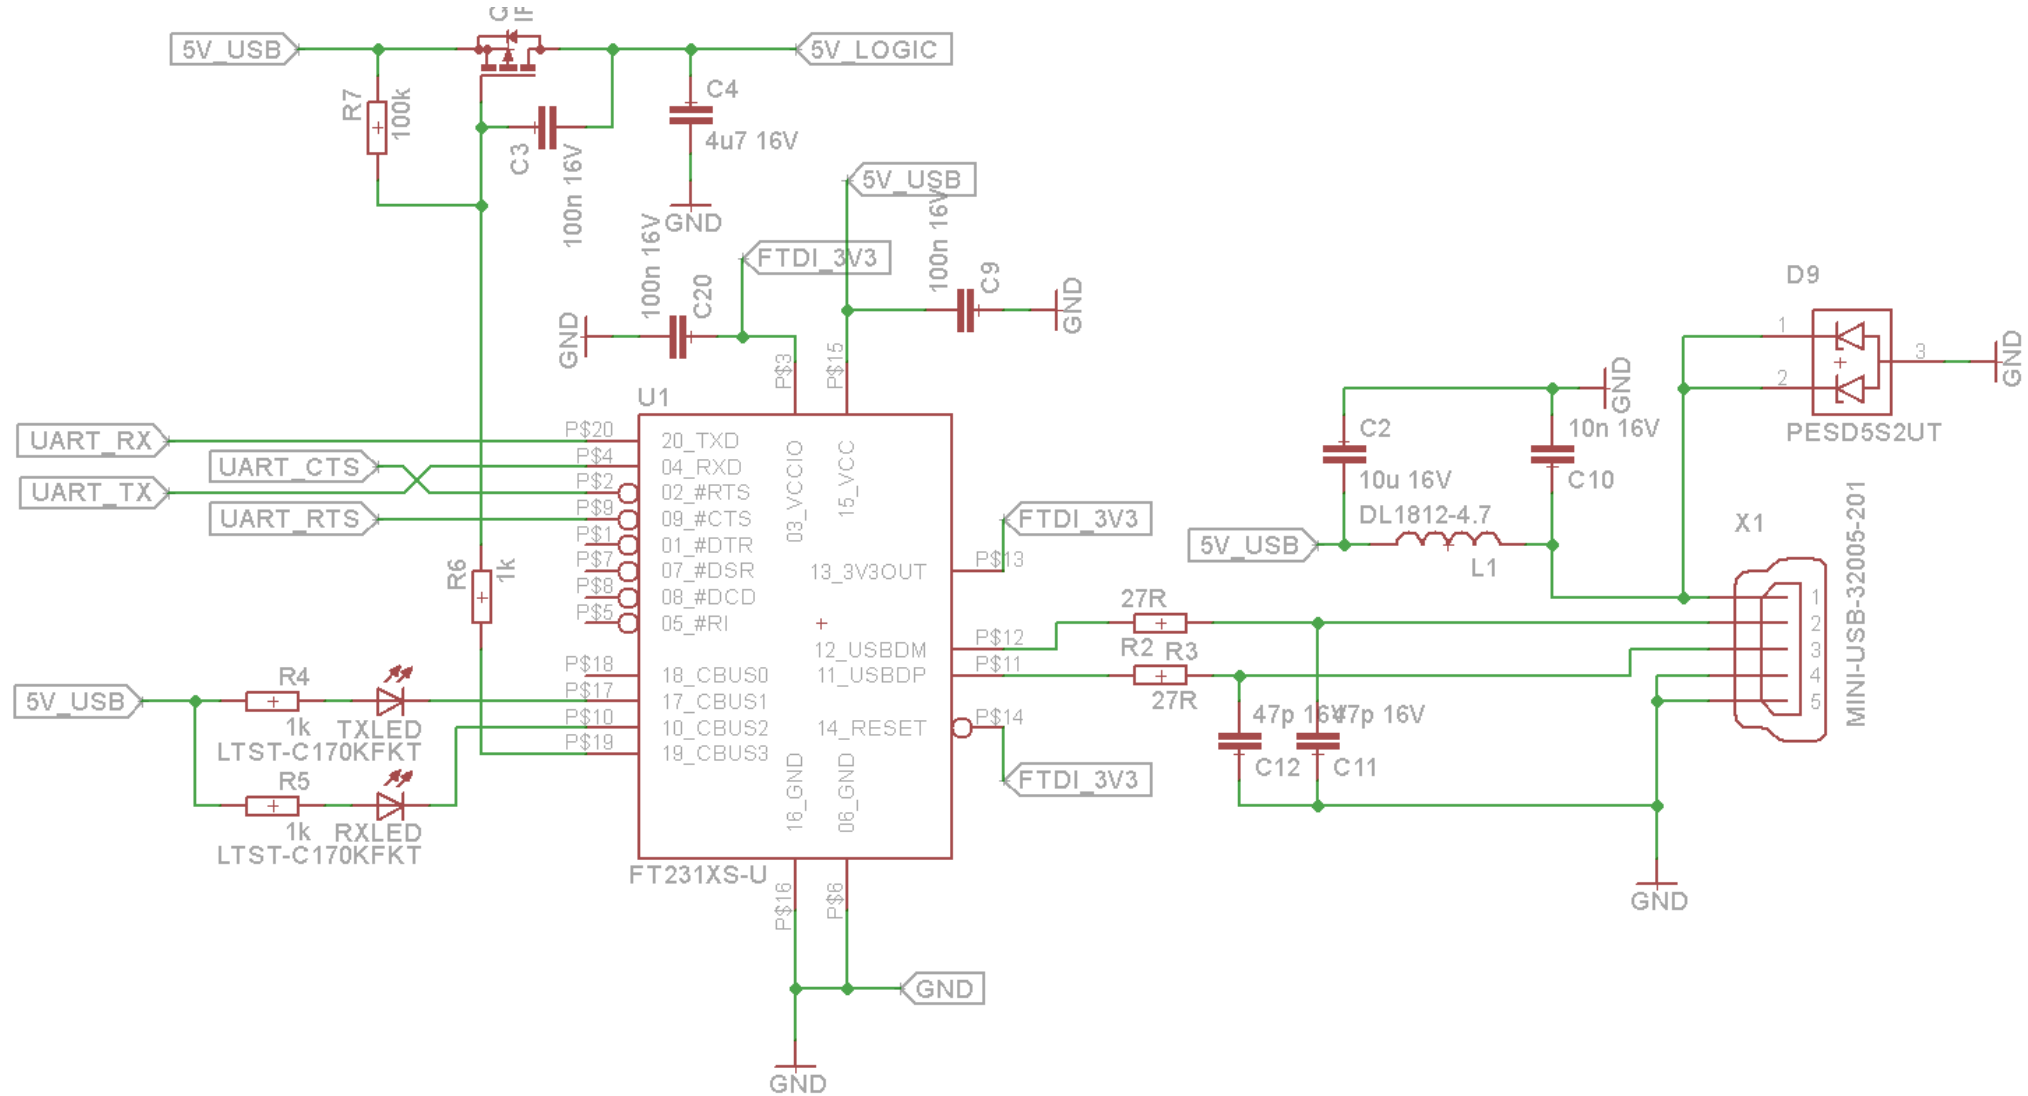 5V_USB
5V_LOGIC
R7
100k
C3
100n 16V
C4
4u7 16V
GND
5V_USB
FTDI_3V3
100n 16V
C20
GND
100n 16V
C9
GND
P$3
P$15
U1
UART_RX
UART_CTS
UART_TX
UART_RTS
P$20
P$4
P$2
P$9
P$1
P$7
P$8
P$5
P$18
P$17
P$10
P$19
20_TXD
04_RXD
02_#RTS
09_#CTS
01_#DTR
07_#DSR
08_#DCD
05_#RI
18_CBUS0
17_CBUS1
10_CBUS2
19_CBUS3
03_VCCIO
15_VCC
13_3V3OUT
12_USBDM
11_USBDP
14_RESET
16_GND
06_GND
P$13
P$12
P$11
P$14
FTDI_3V3
FTDI_3V3
R6
1k
5V_USB
R4
1k
TXLED
LTST-C170KFKT
R5
1k
RXLED
LTST-C170KFKT
FT231XS-U
P$16
P$6
GND
GND
27R
R2
R3
27R
47p 16V
47p 16V
C12
C11
GND
5V_USB
C2
10u 16V
DL1812-4.7
L1
10n 16V
C10
GND
D9
1
2
3
GND
PESD5S2UT
X1
1
2
3
4
5
MINI-USB-32005-201